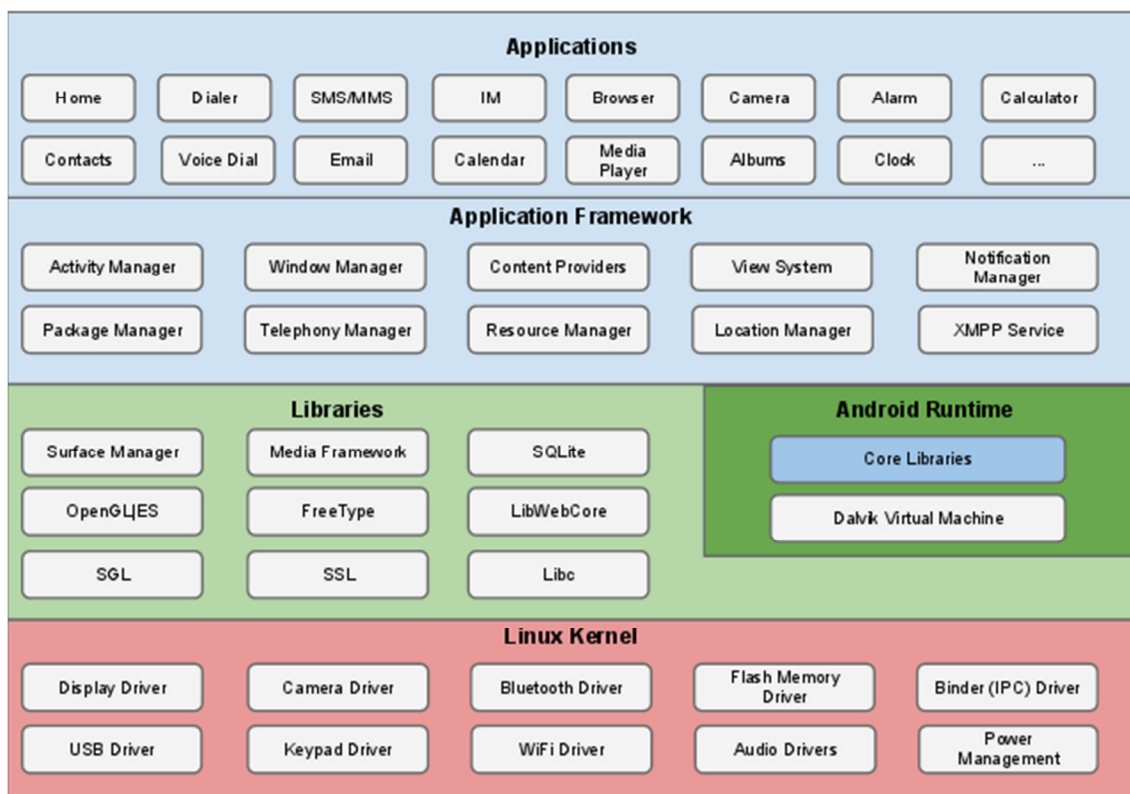 Applications
Home
Dialer
SMS/MMS
IM
Browser
Camera
Alarm
Calculator
Contacts
Voice Dial
Email
Calendar
Media
Player
Albums
Clock
...
Application Framework
Activity Manager
Window Manager
Content Providers
View System
Notification
Manager
Package Manager
Telephony Manager
Resource Manager
Location Manager
XMPP Service
Libraries
Surface Manager
Media Framework
SQLite
OpenGL|ES
FreeType
LibWebCore
SGL
SSL
Libc
Android Runtime
Core Libraries
Dalvik Virtual Machine
Linux Kernel
Display Driver
Camera Driver
Bluetooth Driver
Flash Memory
Driver
Binder (IPC) Driver
USB Driver
Keypad Driver
WiFi Driver
Audio Drivers
Power
Management